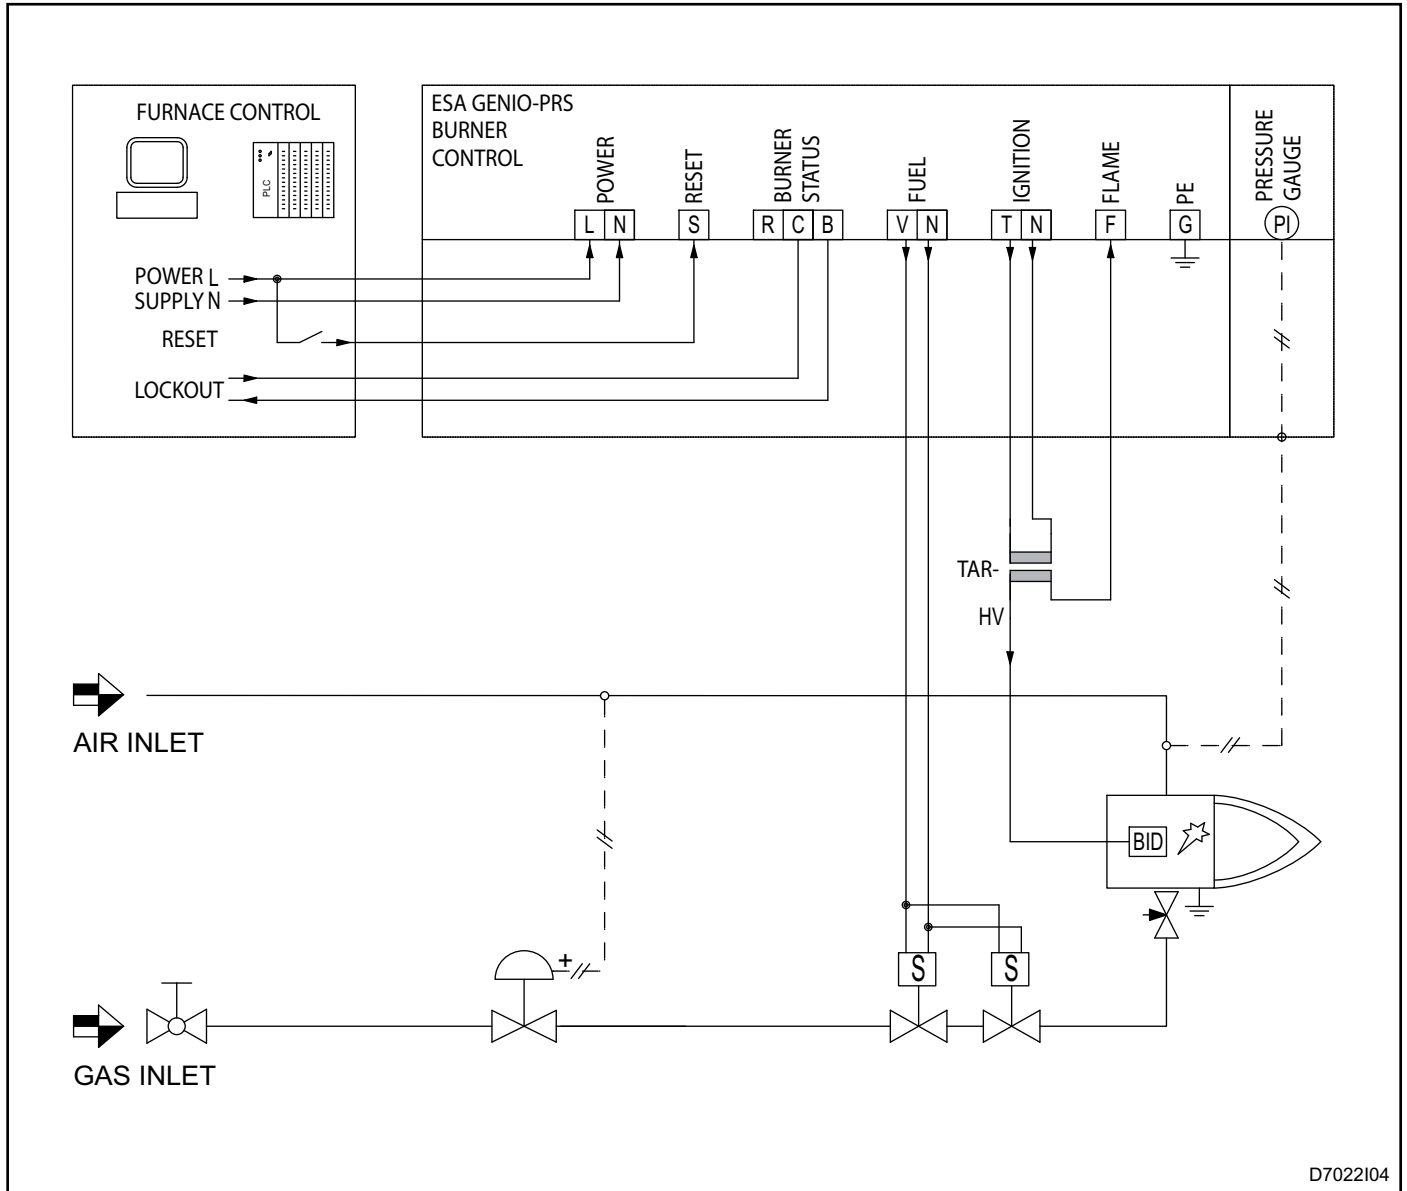 FURNACE CONTROL
PLC
ESA GENIO-PRS
BURNER
CONTROL
POWER
RESET
BURNER
STATUS
FUEL
IGNITION
FLAME
PE
PRESSURE
GAUGE
L N S R C B V N T N F G PI
POWER L
SUPPLY N
RESET
LOCKOUT
TAR-
HV
AIR INLET
BID
+
S S
GAS INLET
D7022I04